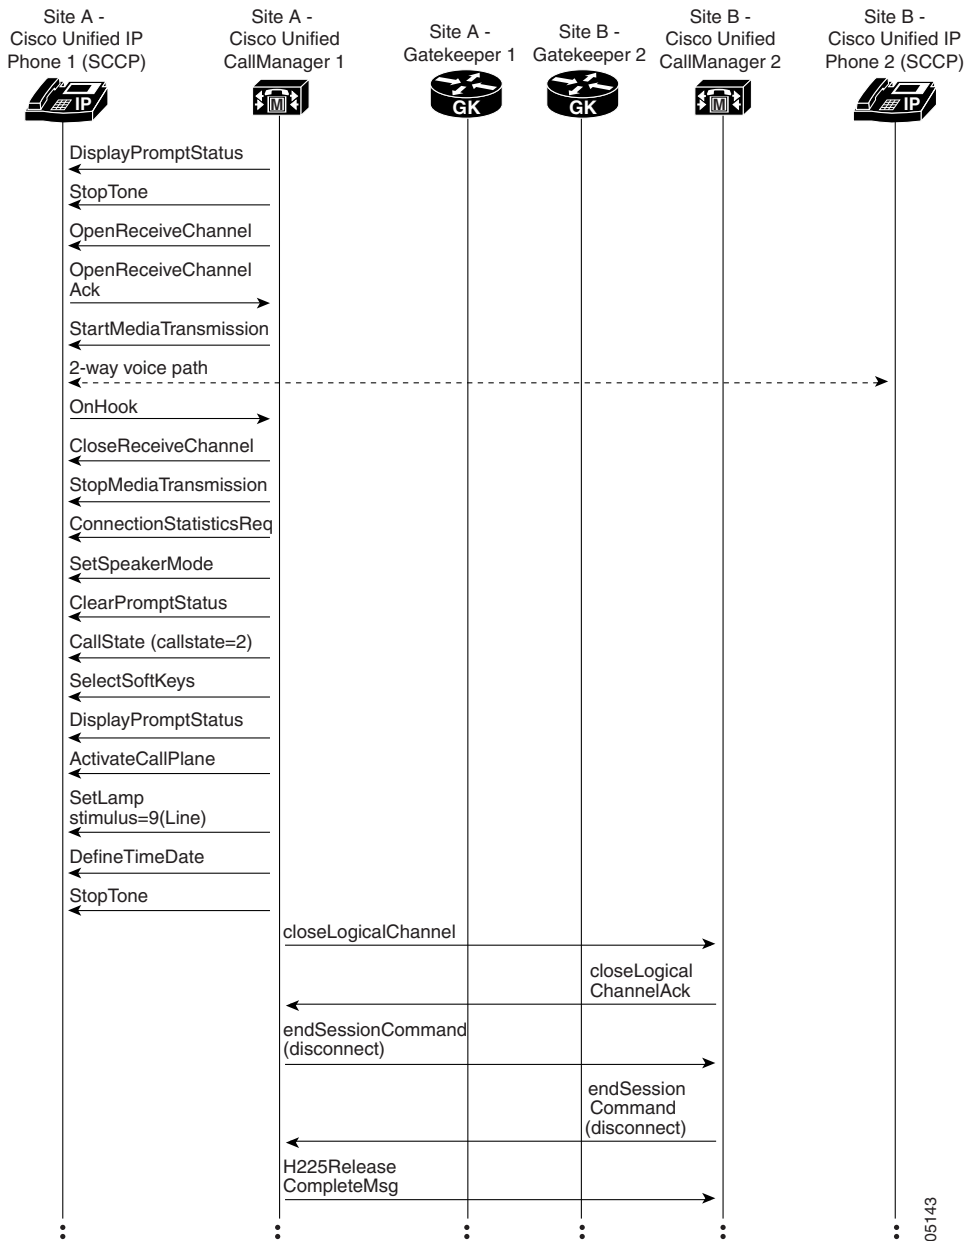 Site A -
Cisco Unified IP
Phone 1 (SCCP)
Site A -
Cisco Unified
CallManager 1
Site A -
Gatekeeper 1
Site B -
Gatekeeper 2
Site B -
Cisco Unified
CallManager 2
Site B -
Cisco Unified IP
Phone 2 (SCCP)
IP
M
GK
GK
M
IP
DisplayPromptStatus
StopTone
OpenReceiveChannel
OpenReceiveChannel
Ack
StartMediaTransmission
2-way voice path
OnHook
CloseReceiveChannel
StopMediaTransmission
ConnectionStatisticsReq
SetSpeakerMode
ClearPromptStatus
CallState (callstate=2)
SelectSoftKeys
DisplayPromptStatus
ActivateCallPlane
SetLamp
stimulus=9(Line)
DefineTimeDate
StopTone
closeLogicalChannel
closeLogical
ChannelAck
endSessionCommand
(disconnect)
endSession
Command
(disconnect)
H225Release
CompleteMsg
05143